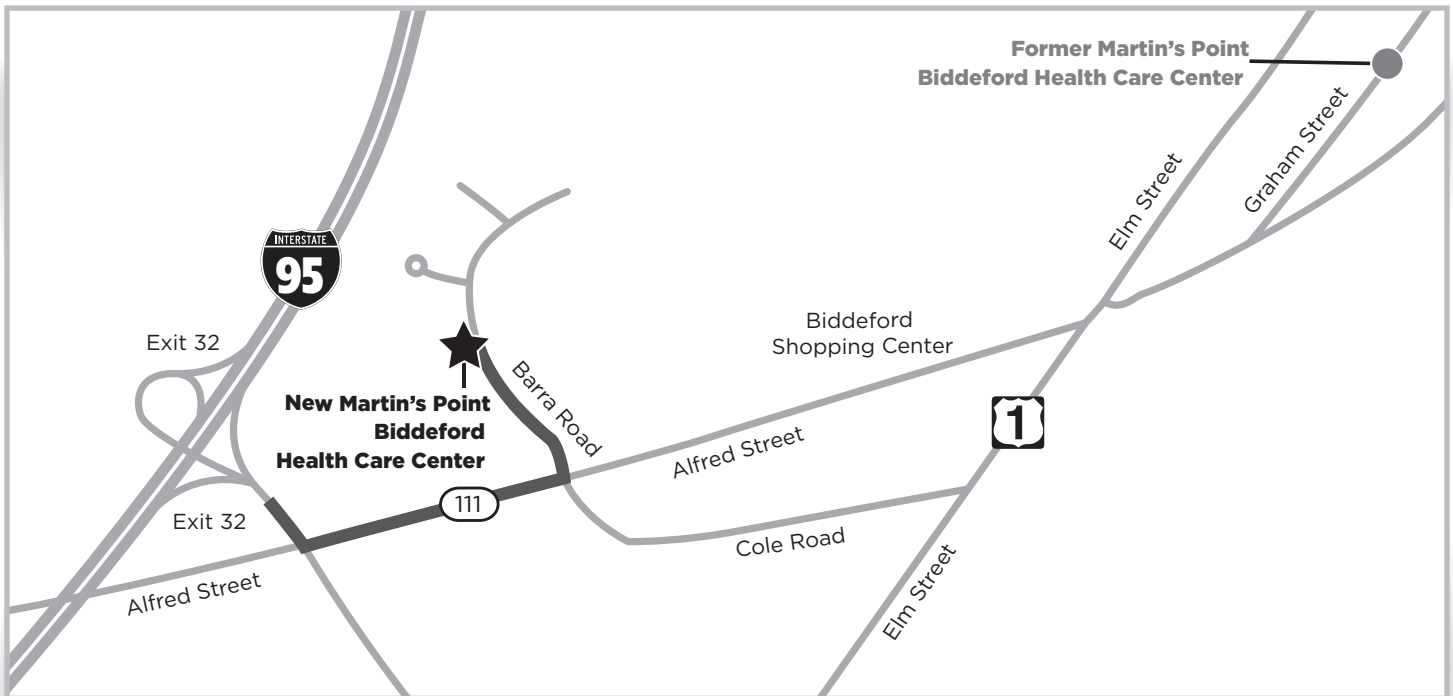 Former Martin's Point
Biddeford Health Care Center
Graham Street
Elm Street
INTERSTATE
95
Biddeford
Shopping Center
Exit 32
Barra Road
New Martin's Point
Biddeford
Health Care Center
1
Alfred Street
111
Exit 32
Cole Road
Alfred Street
Elm Street